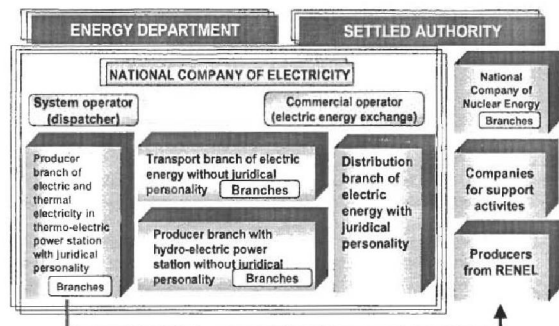 ENERGY DEPARTMENT
SETTLED AUTHORITY
NATIONAL COMPANY OF ELECTRICITY
System operator
(dispatcher)
Commercial operator
(electric energy exchange)
Producer
branch of
electric and
thermal
electricity in
thermo-electric
power station
with juridical
personality
Branches
Transport branch of electric
energy without juridical
personality
Branches
Producer branch with
hydro-electric power
station without juridical
personality
Branches
Distribution
branch of
electric
energy with
juridical
personality
National
Company of
Nuclear Energy
Branches
Companies
for support
activites
Producers
from RENEL